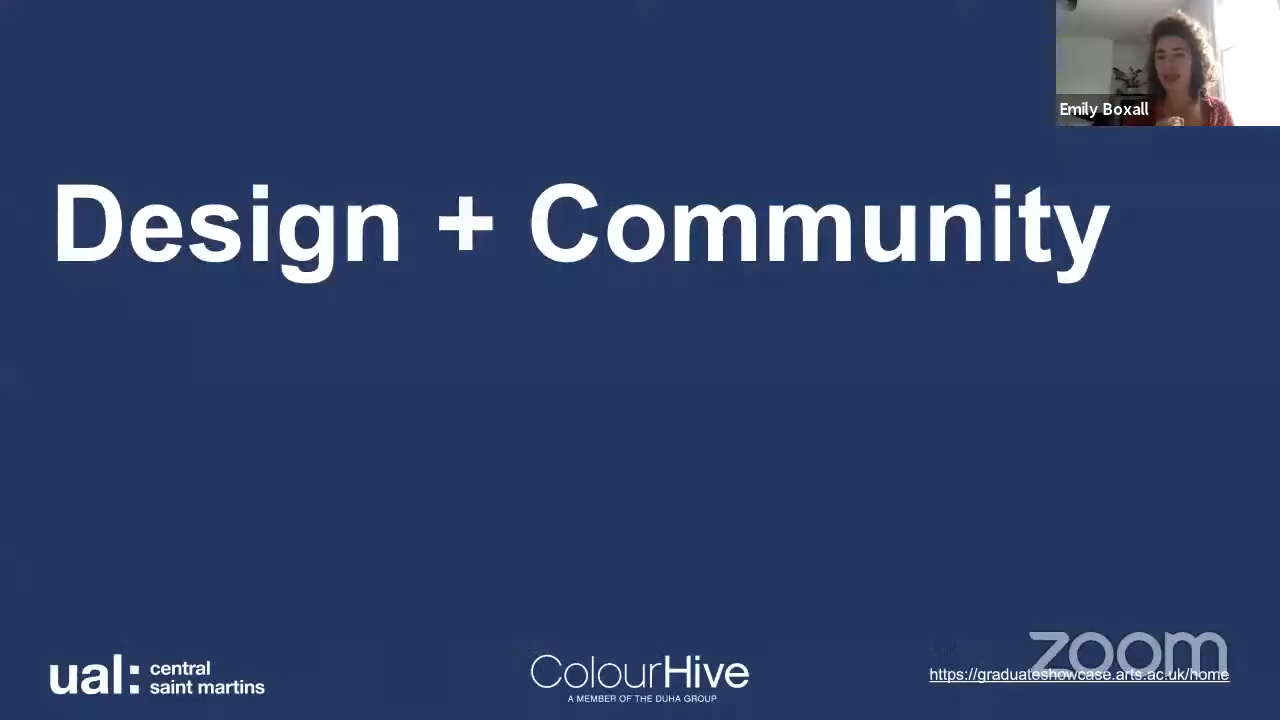 Emily Boxall
Design + Community
ual: central
saint martins
ColourHive
A MEMBER OF THE DUHA GROUP
zoom
https://graduateshowcase.arts.ac.uk/home